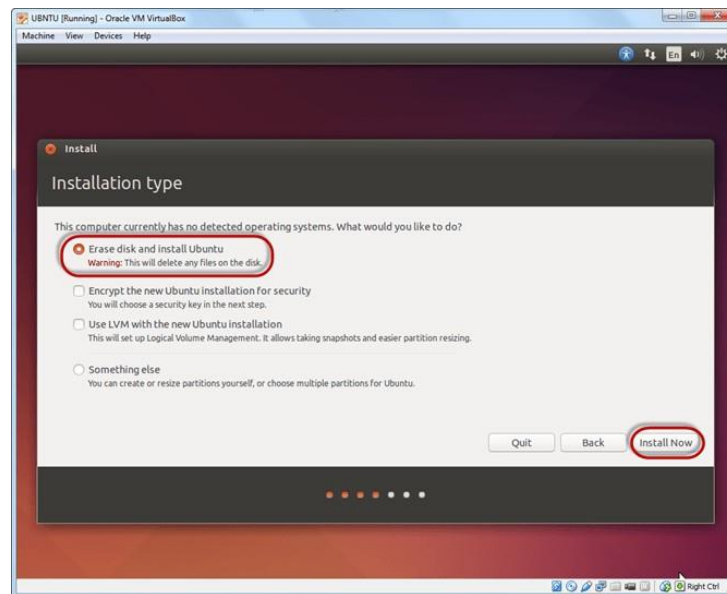 UBNTU [Running] - Oracle VM VirtualBox
Machine View Devices Help
En
Install
Installation type
This computer currently has no detected operating systems. What would you like to do?
Erase disk and install Ubuntu
Warning: This will delete any files on the disk.
Encrypt the new Ubuntu installation for security
You will choose a security key in the next step.
Use LVM with the new Ubuntu installation
This will set up Logical Volume Management. It allows taking snapshots and easier partition resizing.
Something else
You can create or resize partitions yourself, or choose multiple partitions for Ubuntu.
Quit Back Install Now
Right Ctrl